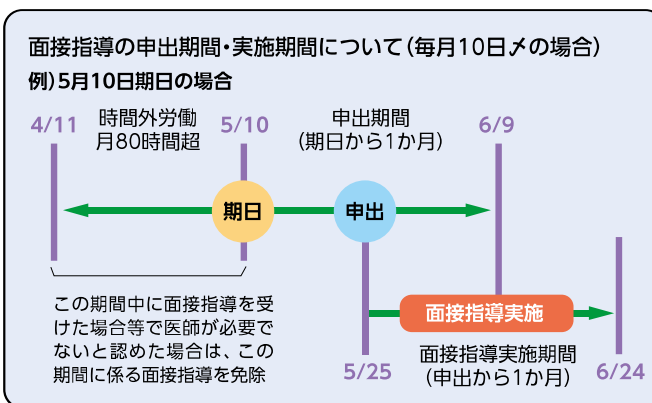 面接指導の申出期間・実施期間について(毎月10日〆の場合)
例)5月10日期日の場合
4/11
時間外労働
月80時間超
5/10
申出期間
(期日から1か月)
6/9
期日
申出
この期間中に面接指導を受
けた場合等で医師が必要で
ないと認めた場合は、この
期間に係る面接指導を免除
面接指導実施
5/25
面接指導実施期間
(申出から1か月)
6/24